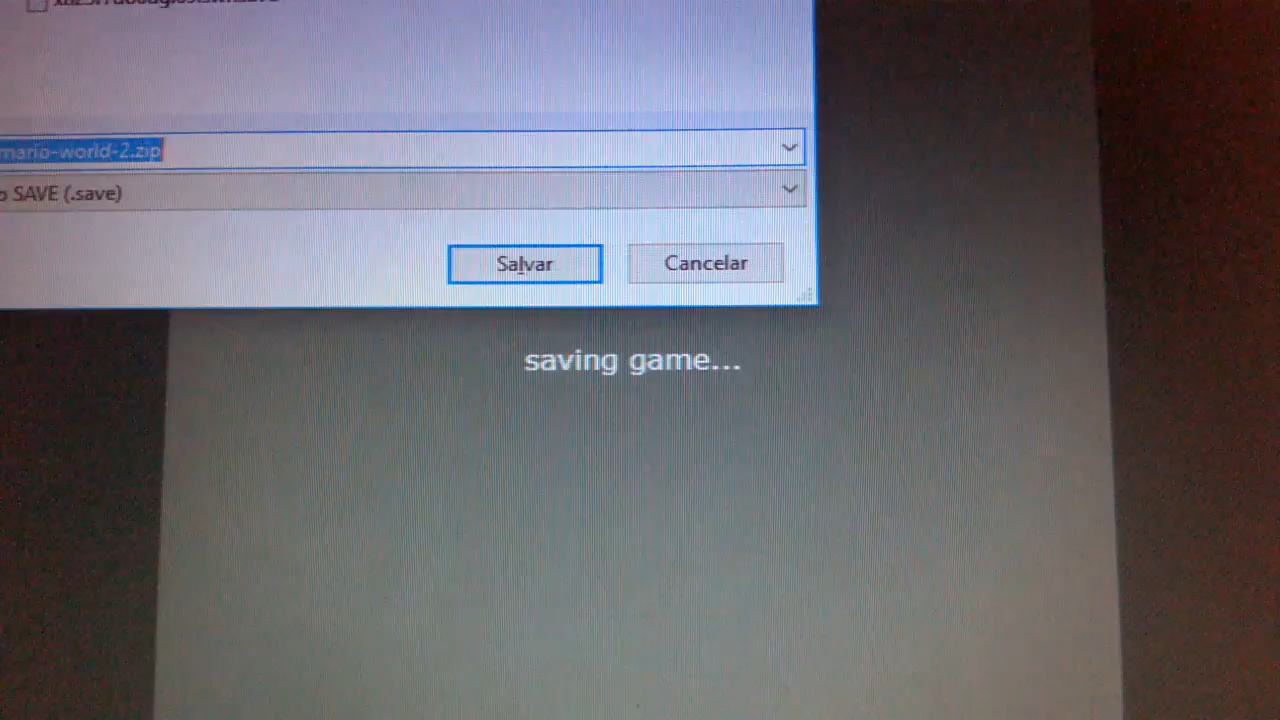 mario-world-2.zip
o SAVE (.save)
Salvar
Cancelar
saving game...